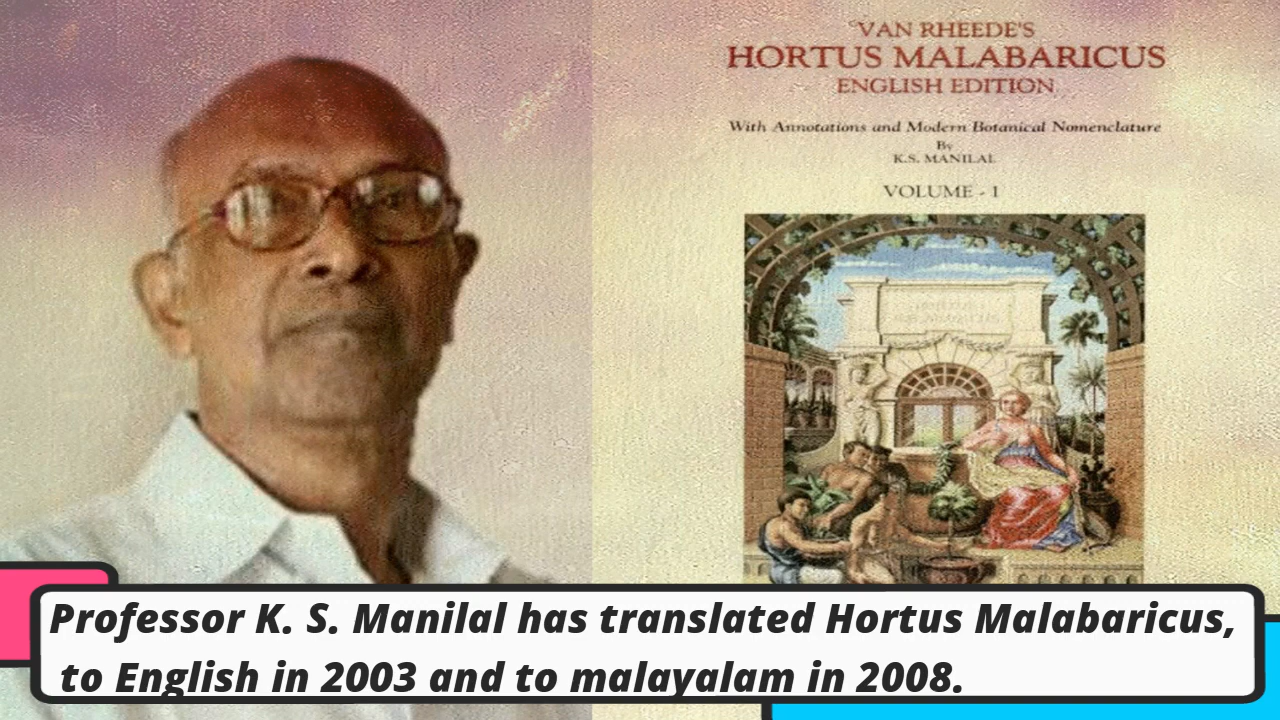 VAN RHEEDE'S
HORTUS MALABARICUS
ENGLISH EDITION
With Annotations and Modern Botanical Nomenclature
By
K.S. MANILAL
VOLUME - 1
Professor K. S. Manilal has translated Hortus Malabaricus,
to English in 2003 and to malayalam in 2008.